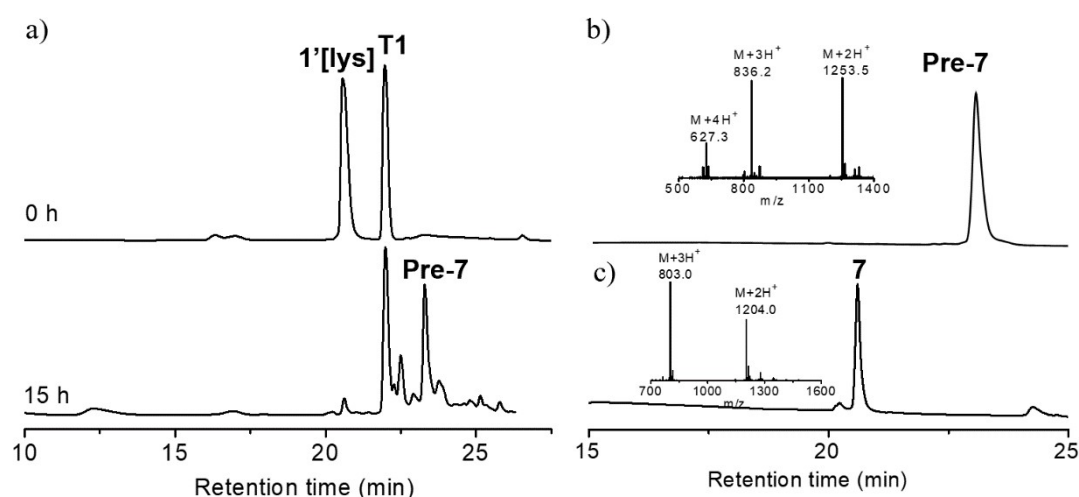 a)
1'[lys] T1
0 h
Pre-7
15 h
10 15 20 25
Retention time (min)
b)
M+3H+
836.2
M+2H+
1253.5
Pre-7
M+4H+
627.3
500 800 1100 1400
m/z
c)
M+3H+
803.0
M+2H+
1204.0
7
700 1000 1300 1600
m/z
15 20 25
Retention time (min)